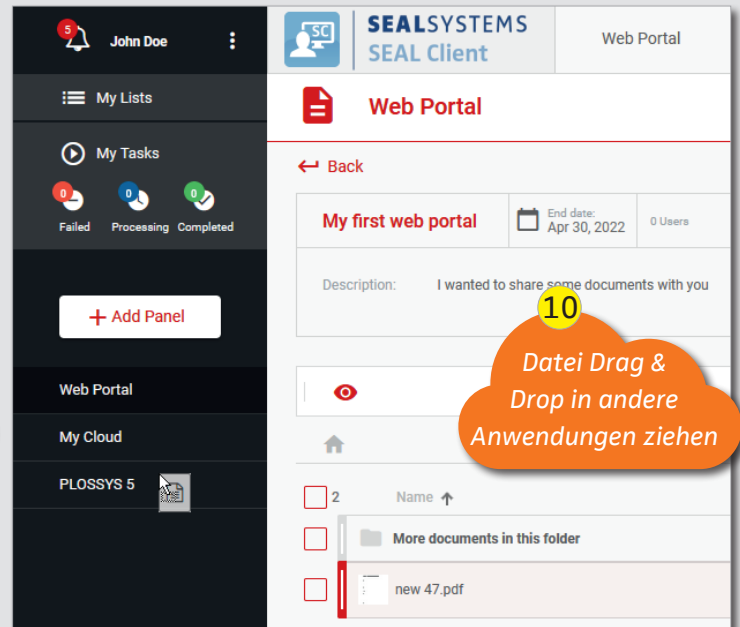 5
John Doe
My Lists
My Tasks
0 0 0
Failed Processing Completed
+ Add Panel
Web Portal
My Cloud
PLOSSYS 5
SC
SEALSYSTEMS
SEAL Client
Web Portal
Web Portal
Back
My first web portal
End date:
Apr 30, 2022
0 Users
Description: I wanted to share some documents with you
10
Datei Drag &
Drop in andere
Anwendungen ziehen
2 Name
More documents in this folder
new 47.pdf